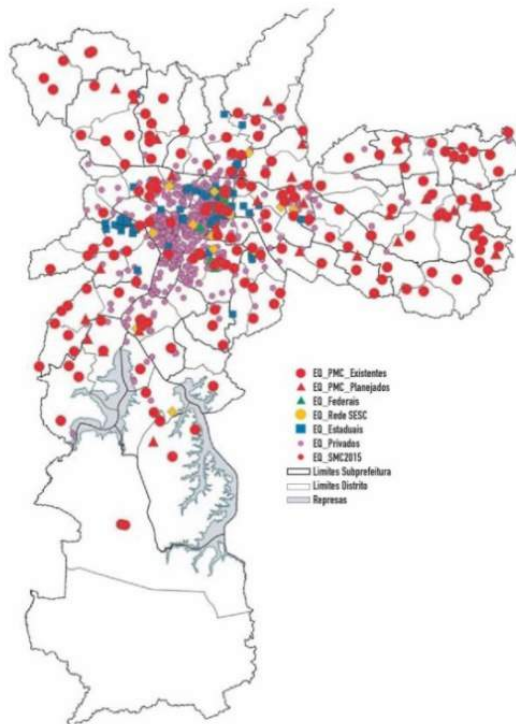 EQ_PMC_Existentes
EQ_PMC_Planejados
EQ_Federais
EQ_Rede SESC
EQ_Estaduais
EQ_Privados
EQ_SMC2015
Limites Subprefeitura
Limites Distrito
Represas